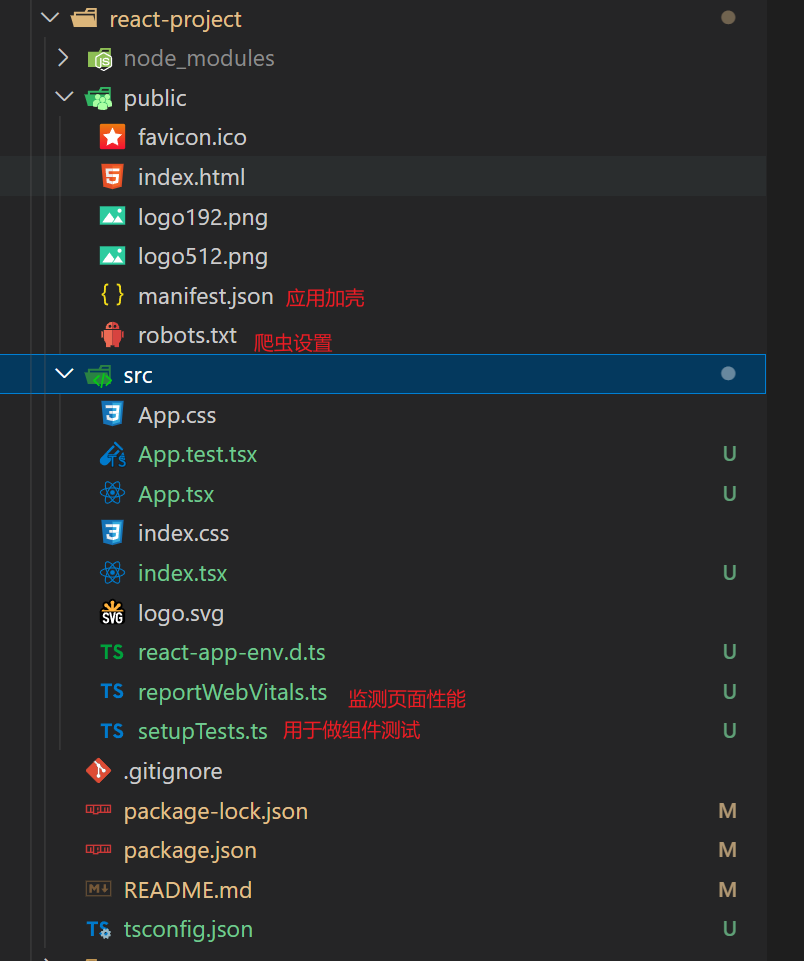 react-project
node_modules
public
favicon.ico
index.html
logo192.png
logo512.png
manifest.json 应用加壳
robots.txt 爬虫设置
src
App.css
App.test.tsx U
App.tsx U
index.css
index.tsx U
logo.svg
react-app-env.d.ts U
reportWebVitals.ts 监测页面性能 U
setupTests.ts 用于做组件测试 U
.gitignore
package-lock.json M
package.json M
README.md M
tsconfig.json U